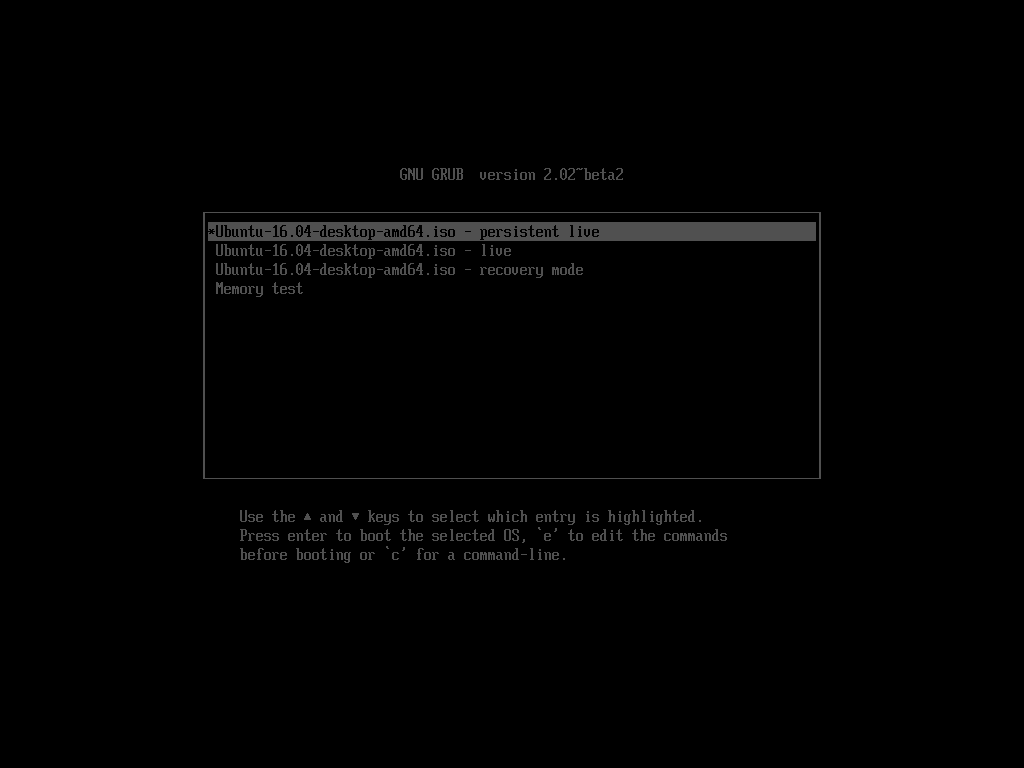 GNU GRUB  version 2.02~beta2
*Ubuntu-16.04-desktop-amd64.iso - persistent live
Ubuntu-16.04-desktop-amd64.iso - live
Ubuntu-16.04-desktop-amd64.iso - recovery mode
Memory test
Use the ▲ and ▼ keys to select which entry is highlighted.
Press enter to boot the selected OS, `e' to edit the commands
before booting or `c' for a command-line.